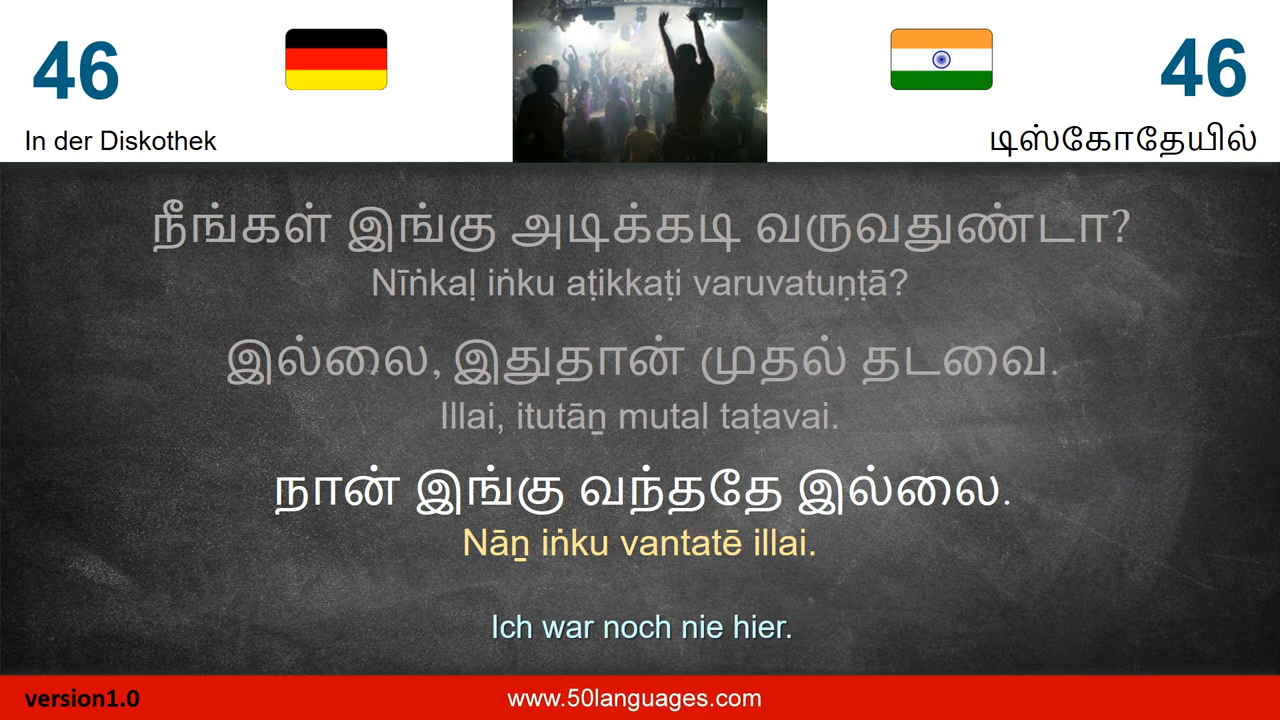 46
46
In der Diskothek
டிஸ்கோதேயில்
நீங்கள் இங்கு அடிக்கடி வருவதுண்டா?
Nīṅkaḷ iṅku aṭikkaṭi varuvatuṇṭā?
இல்லை, இதுதான் முதல் தடவை.
Illai, itutāṉ mutal taṭavai.
நான் இங்கு வந்ததே இல்லை.
Nāṉ iṅku vantatē illai.
Ich war noch nie hier.
version1.0
www.50languages.com